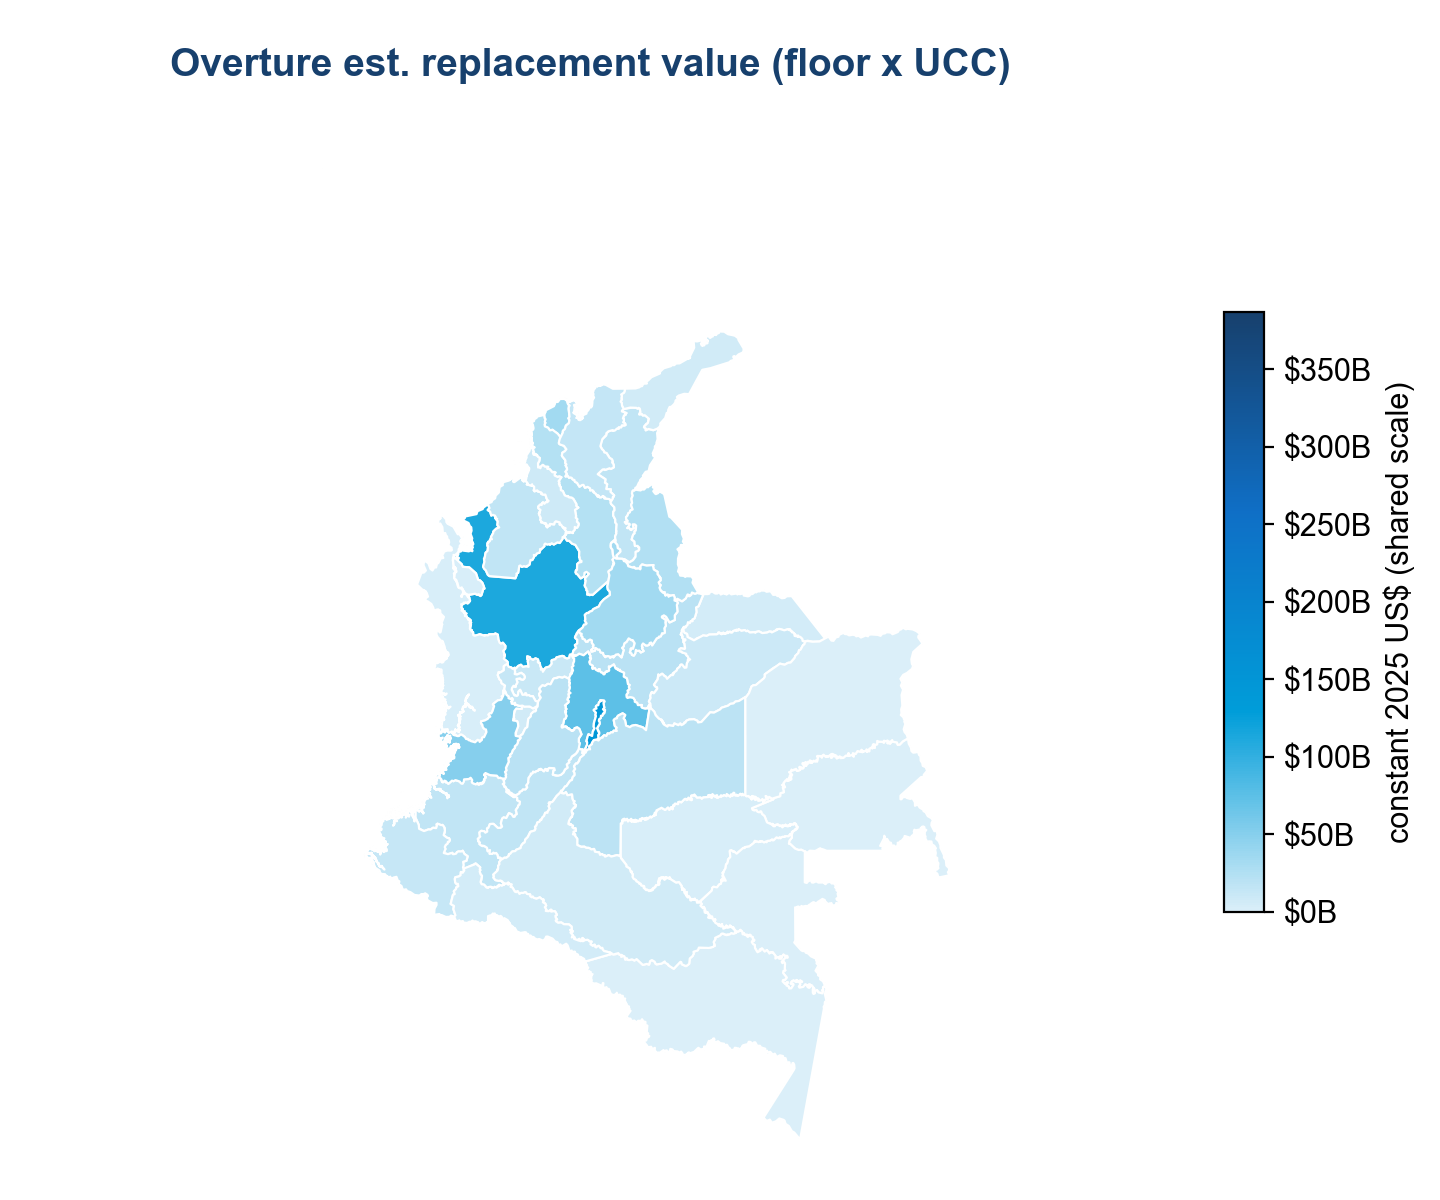 Overture est. replacement value (floor x UCC)
$350B
$300B
$250B
$200B
$150B
$100B
$50B
$0B
constant 2025 US$ (shared scale)